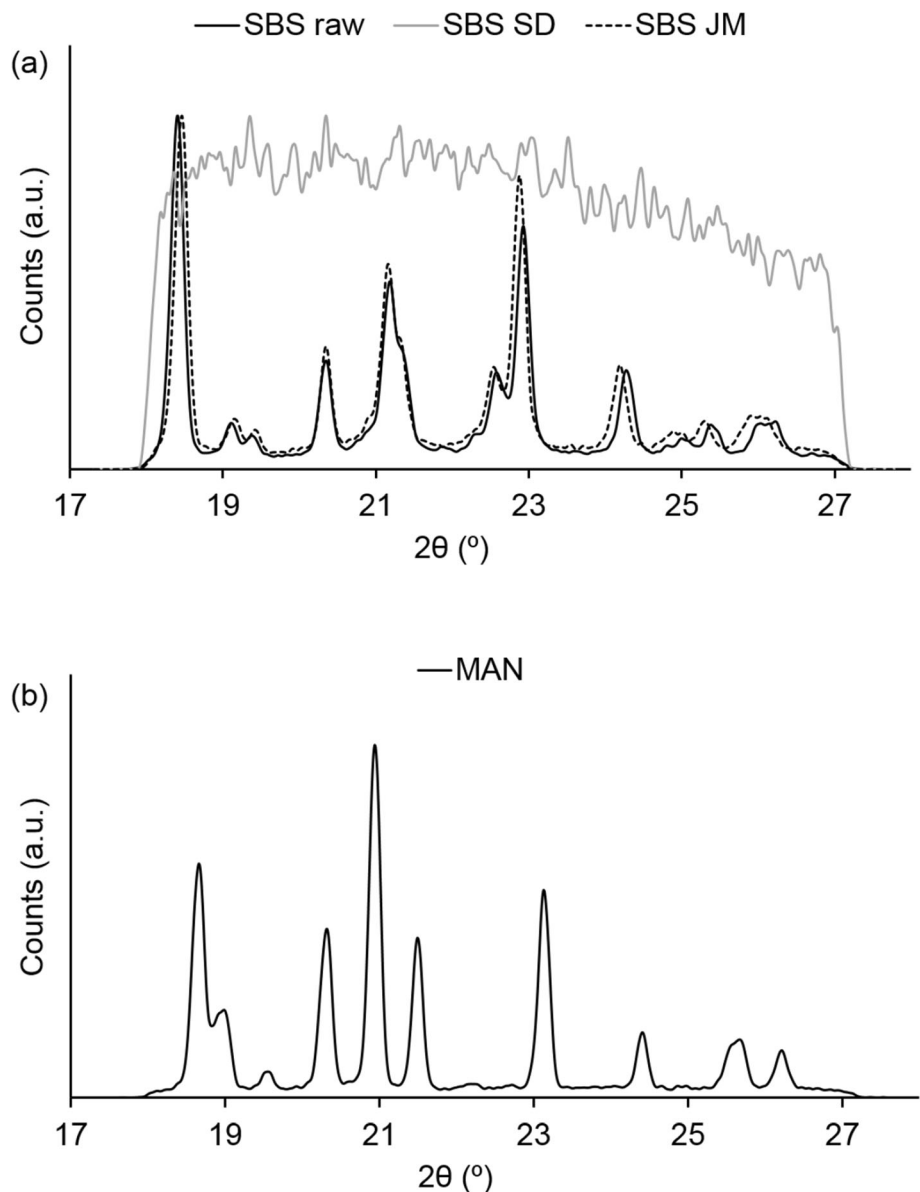 SBS raw SBS SD SBS JM
(a)
Counts (a.u.)
17 19 21 23 25 27
2θ (º)
MAN
(b)
Counts (a.u.)
17 19 21 23 25 27
2θ (º)